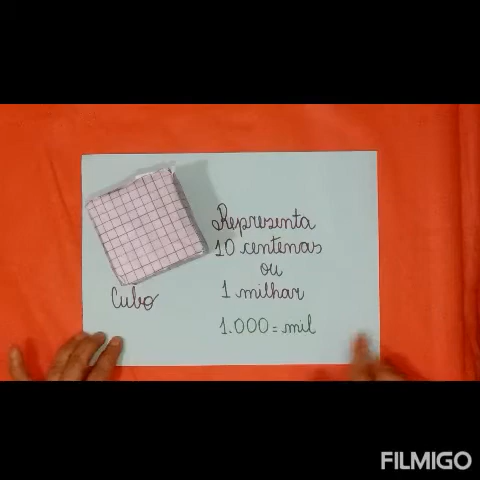 Representa
10 centenas
ou
1 milhar
Cubo
1.000 = mil
FILMIGO